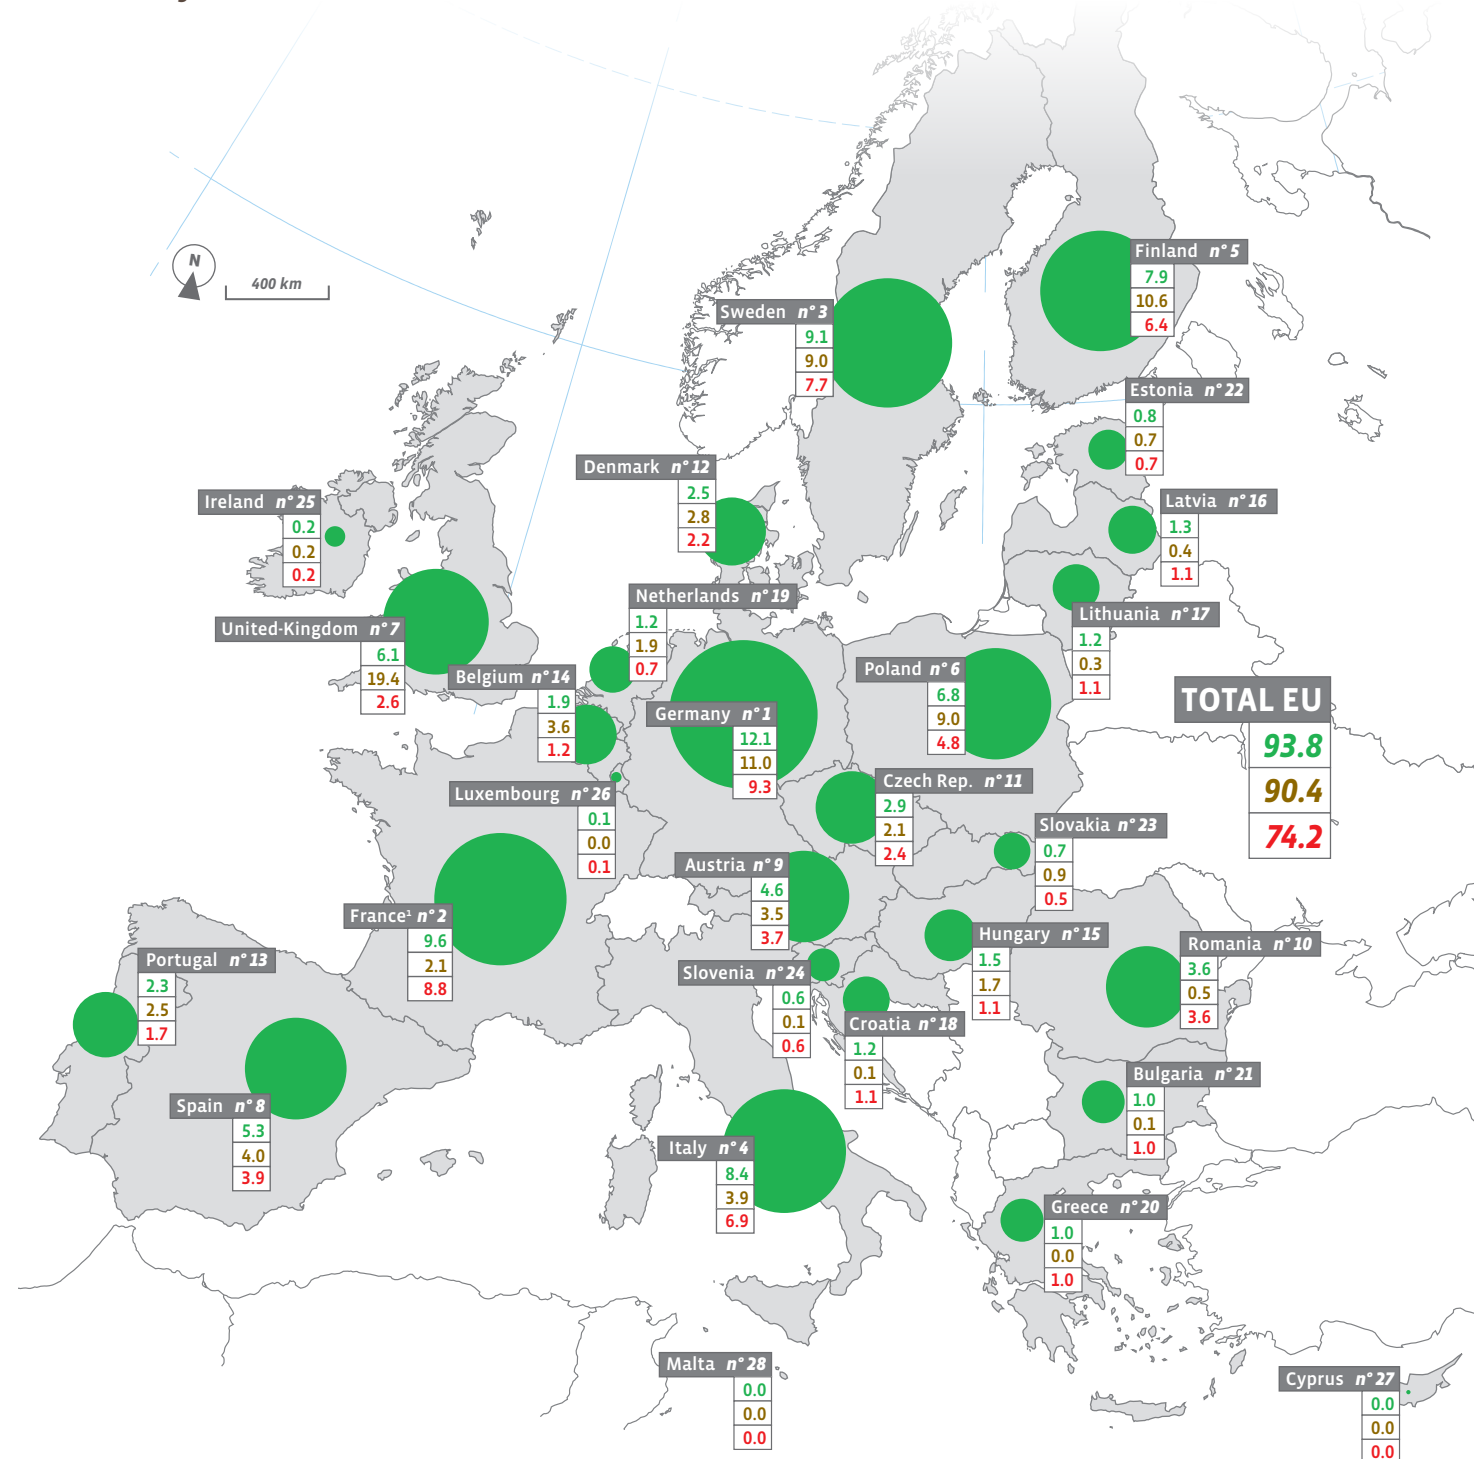 N
400 km
Finland n°5
7.9
10.6
6.4
Sweden n°3
9.1
9.0
7.7
Estonia n°22
0.8
0.7
0.7
Denmark n°12
2.5
2.8
2.2
Ireland n°25
0.2
0.2
0.2
Latvia n°16
1.3
0.4
1.1
Netherlands n°19
1.2
1.9
0.7
Lithuania n°17
1.2
0.3
1.1
United-Kingdom n°7
6.1
19.4
2.6
Belgium n°14
1.9
3.6
1.2
Poland n°6
6.8
9.0
4.8
Germany n°1
12.1
11.0
9.3
TOTAL EU
93.8
90.4
74.2
Czech Rep. n°11
2.9
2.1
2.4
Luxembourg n°26
0.1
0.0
0.1
Slovakia n°23
0.7
0.9
0.5
Austria n°9
4.6
3.5
3.7
France¹ n°2
9.6
2.1
8.8
Hungary n°15
1.5
1.7
1.1
Romania n°10
3.6
0.5
3.6
Portugal n°13
2.3
2.5
1.7
Slovenia n°24
0.6
0.1
0.6
Croatia n°18
1.2
0.1
1.1
Bulgaria n°21
1.0
0.1
1.0
Spain n°8
5.3
4.0
3.9
Italy n°4
8.4
3.9
6.9
Greece n°20
1.0
0.0
1.0
Malta n°28
0.0
0.0
0.0
Cyprus n°27
0.0
0.0
0.0